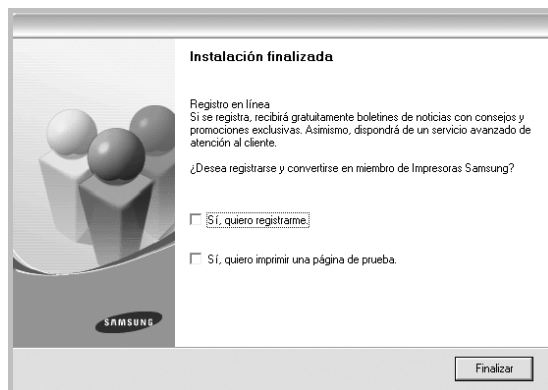 Instalación finalizada
Registro en línea
Si se registra, recibirá gratuitamente boletines de noticias con consejos y
promociones exclusivas. Asimismo, dispondrá de un servicio avanzado de
atención al cliente.
¿Desea registrarse y convertirse en miembro de Impresoras Samsung?
Sí, quiero registrarme.
Sí, quiero imprimir una página de prueba.
SAMSUNG
Finalizar